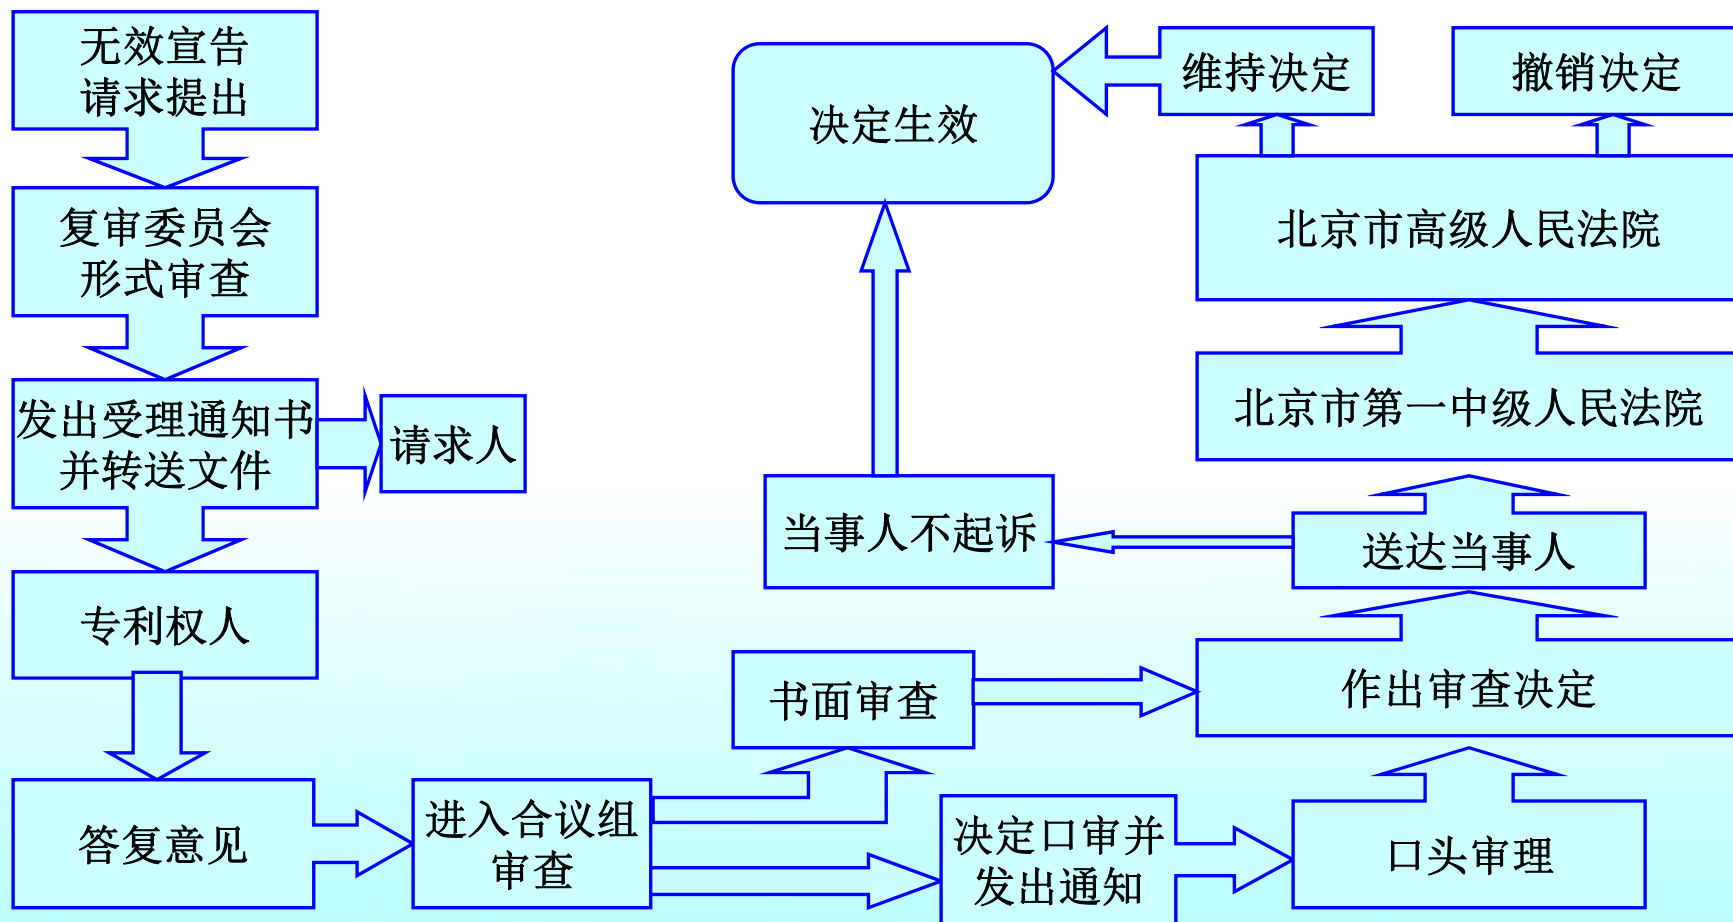 无效宣告
请求提出
复审委员会
形式审查
发出受理通知书
并转送文件
请求人
专利权人
答复意见
进入合议组
审查
书面审查
决定口审并
发出通知
口头审理
作出审查决定
送达当事人
当事人不起诉
决定生效
北京市第一中级人民法院
北京市高级人民法院
维持决定
撤销决定